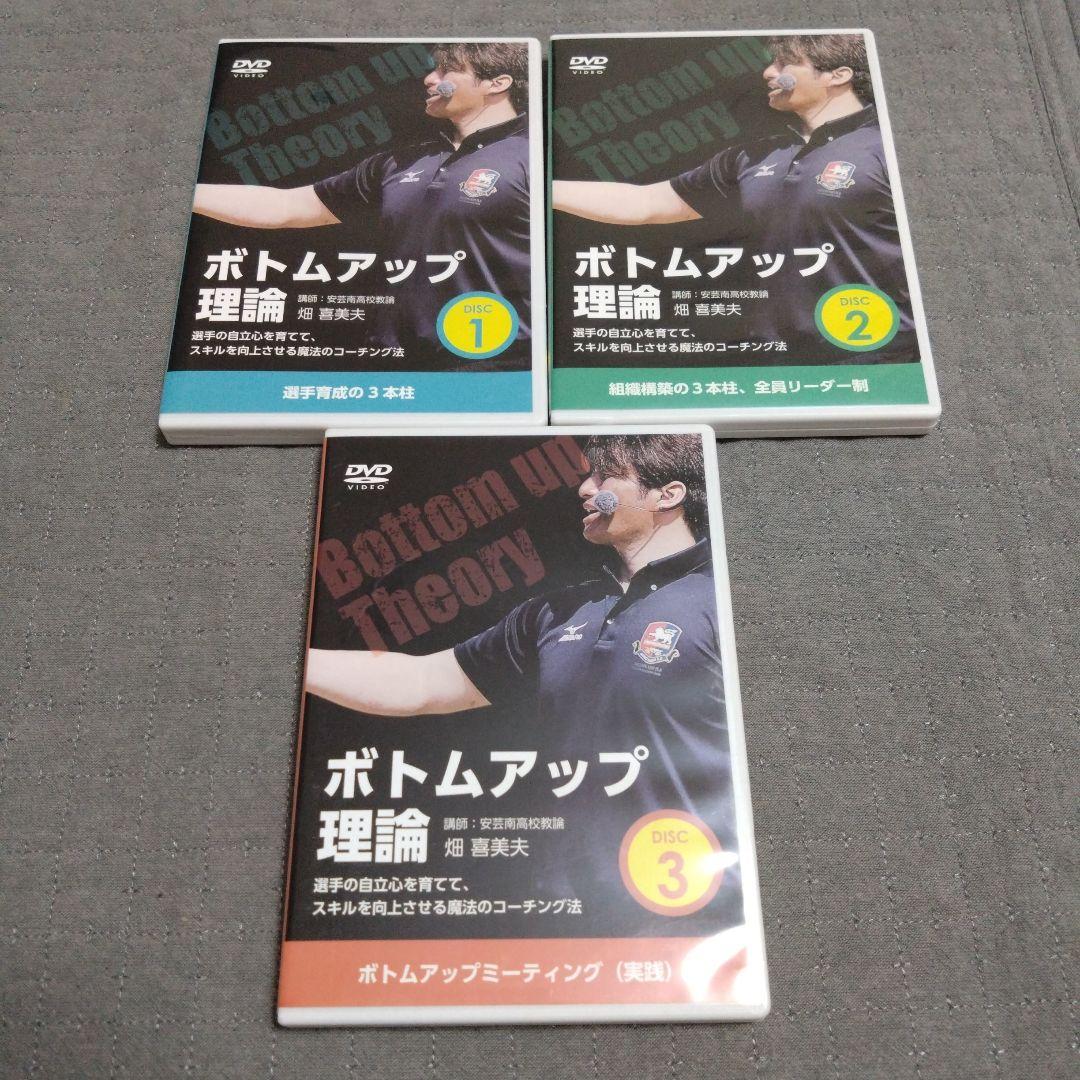 DVD
VIDEO
Bottom up
Theory
MIZUNO
ボトムアップ
理論
講師：安芸南高校教諭
畑 喜美夫
DISC
1
選手の自立心を育てて、
スキルを向上させる魔法のコーチング法
選手育成の3本柱
DVD
VIDEO
Bottom up
Theory
ボトムアップ
理論
講師：安芸南高校教諭
畑 喜美夫
DISC
2
選手の自立心を育てて、
スキルを向上させる魔法のコーチング法
組織構築の3本柱、全員リーダー制
DVD
VIDEO
Bottom up
Theory
MIZUNO
ボトムアップ
理論
講師：安芸南高校教諭
畑 喜美夫
DISC
3
選手の自立心を育てて、
スキルを向上させる魔法のコーチング法
ボトムアップミーティング（実践）